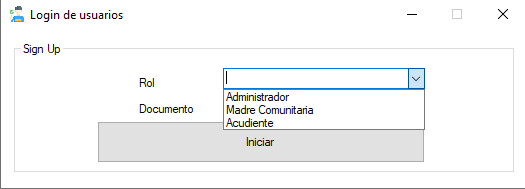 Login de usuarios
Sign Up
Rol
Administrador
Documento
Madre Comunitaria
Acudiente
Iniciar